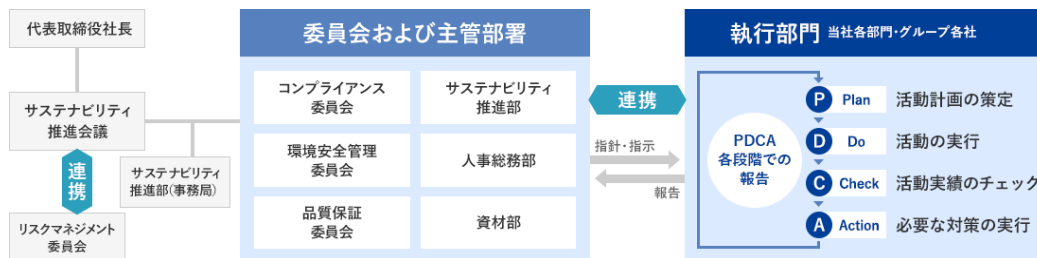 代表取締役社長
サステナビリティ
推進会議
連携
サステナビリティ
推進部(事務局)
リスクマネジメント
委員会
委員会および主管部署
コンプライアンス
委員会
サステナビリティ
推進部
環境安全管理
委員会
人事総務部
品質保証
委員会
資材部
連携
指針・指示
報告
執行部門 当社各部門・グループ各社
PDCA
各段階での
報告
P Plan 活動計画の策定
D Do 活動の実行
C Check 活動実績のチェック
A Action 必要な対策の実行